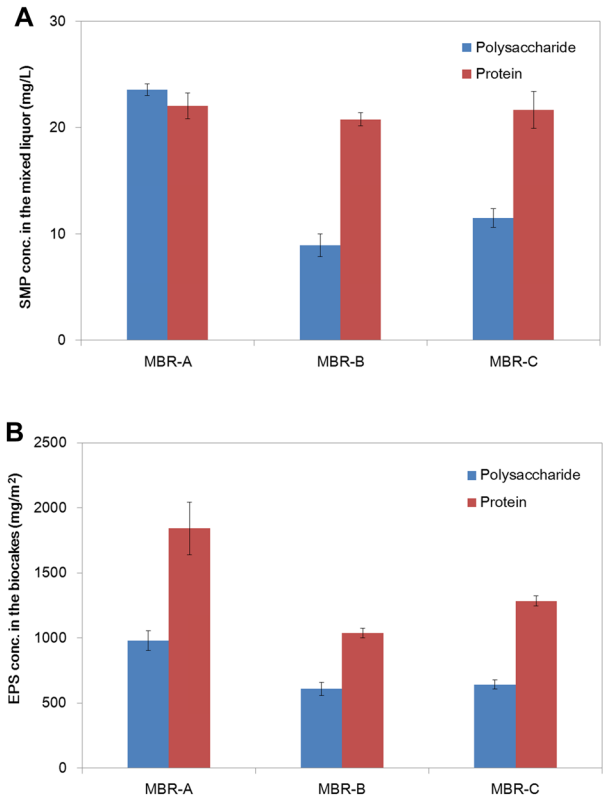 A
SMP conc. in the mixed liquor (mg/L)
30
20
10
0
Polysaccharide
Protein
MBR-A
MBR-B
MBR-C
B
EPS conc. in the biocakes (mg/m²)
2500
2000
1500
1000
500
0
Polysaccharide
Protein
MBR-A
MBR-B
MBR-C